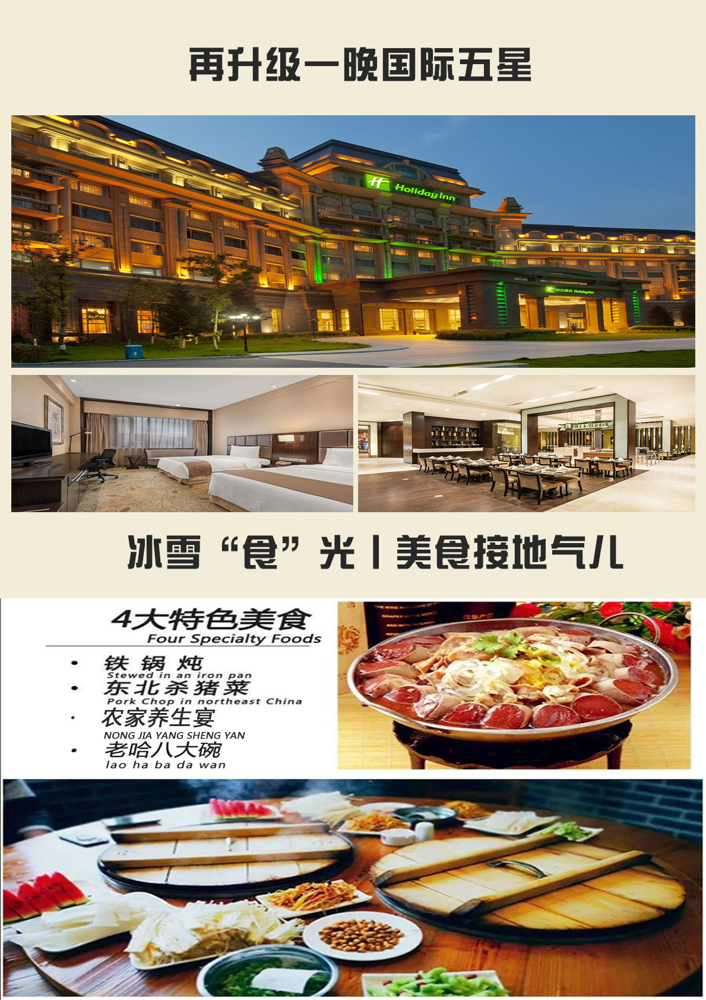 再升级一晚国际五星
Holiday Inn
假日酒店 Holiday Inn
冰雪“食”光丨美食接地气儿
4大特色美食
Four Specialty Foods
• 铁 锅 炖
Stewed in an iron pan
• 东北杀猪菜
Pork Chop in northeast China
· 农家养生宴
NONG JIA YANG SHENG YAN
• 老哈八大碗
lao ha ba da wan